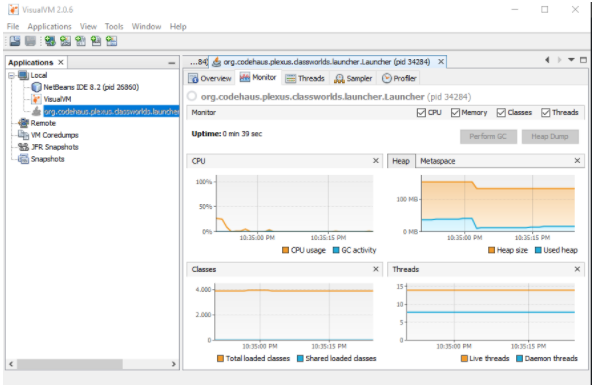 VisualVM 2.0.6
File Applications View Tools Window Help
Applications ×
Local
NetBeans IDE 8.2 (pid 26860)
VisualVM
org.codehaus.plexus.classworlds.launcher
Remote
VM Coredumps
JFR Snapshots
Snapshots
...84) org.codehaus.plexus.classworlds.launcher.Launcher (pid 34284) ×
Overview Monitor Threads Sampler Profiler
org.codehaus.plexus.classworlds.launcher.Launcher (pid 34284)
Monitor CPU Memory Classes Threads
Uptime: 0 min 39 sec Perform GC Heap Dump
CPU ×
100%
50%
0%
10:35:00 PM 10:35:15 PM
CPU usage GC activity
Heap Metaspace ×
100 MB
0 MB
10:35:00 PM 10:35:15 PM
Heap size Used heap
Classes ×
4.000
2.000
0
10:35:00 PM 10:35:15 PM
Total loaded classes Shared loaded classes
Threads ×
15
10
5
0
10:35:00 PM 10:35:15 PM
Live threads Daemon threads